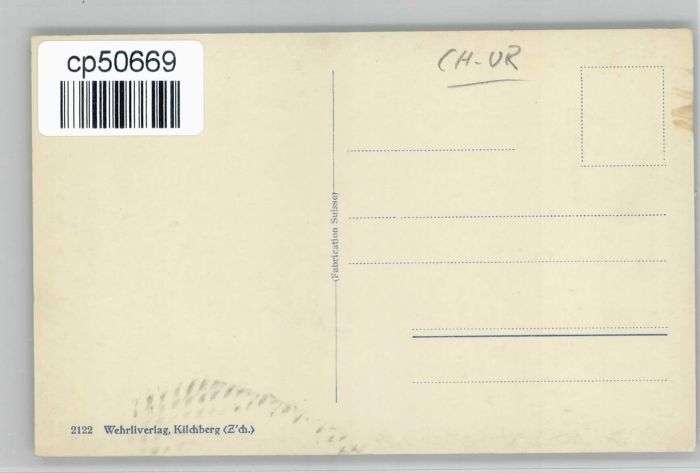 cp50669
CH-UR
(Fabrication Suisse)
2122 Wehrliverlag, Kilchberg (Z'ch.)